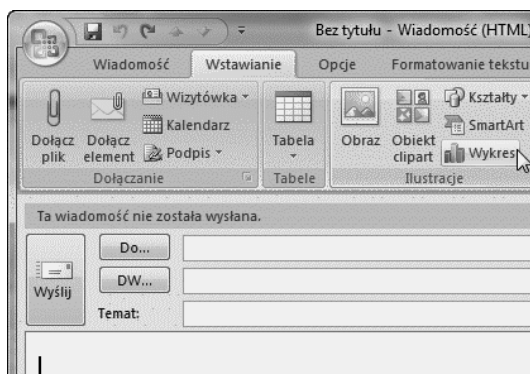 Bez tytułu - Wiadomość (HTML)
Wiadomość Wstawianie Opcje Formatowanie tekstu
Dołącz plik
Dołącz element
Wizytówka
Kalendarz
Podpis
Tabela
Obraz
Obiekt clipart
Kształty
SmartArt
Wykres
Dołączanie Tabele Ilustracje
Ta wiadomość nie została wysłana.
Wyślij
Do...
DW...
Temat: